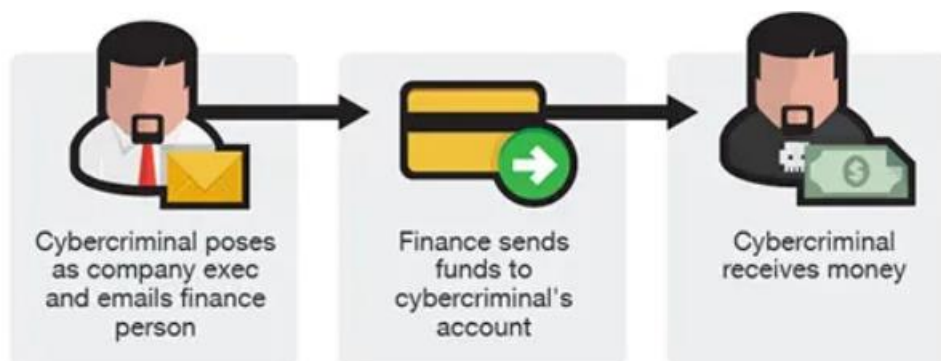 Cybercriminal poses
as company exec
and emails finance
person
Finance sends
funds to
cybercriminal's
account
Cybercriminal
receives money